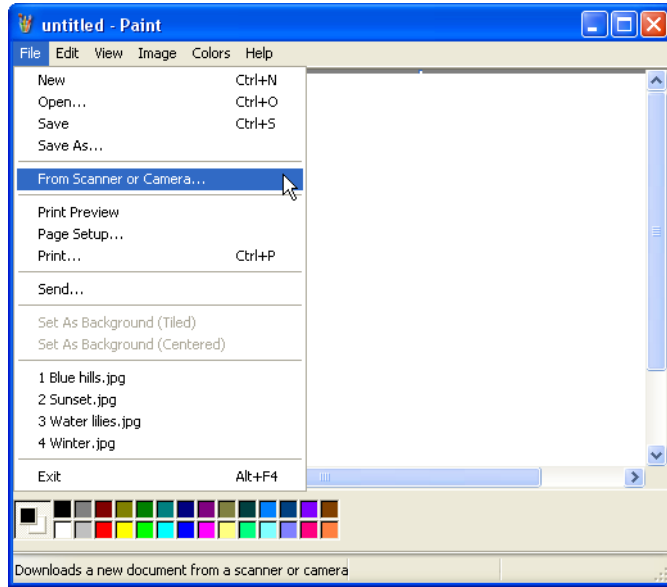 untitled - Paint
File Edit View Image Colors Help
New Ctrl+N
Open... Ctrl+O
Save Ctrl+S
Save As...
From Scanner or Camera...
Print Preview
Page Setup...
Print... Ctrl+P
Send...
Set As Background (Tiled)
Set As Background (Centered)
1 Blue hills.jpg
2 Sunset.jpg
3 Water lilies.jpg
4 Winter.jpg
Exit Alt+F4
Downloads a new document from a scanner or camera